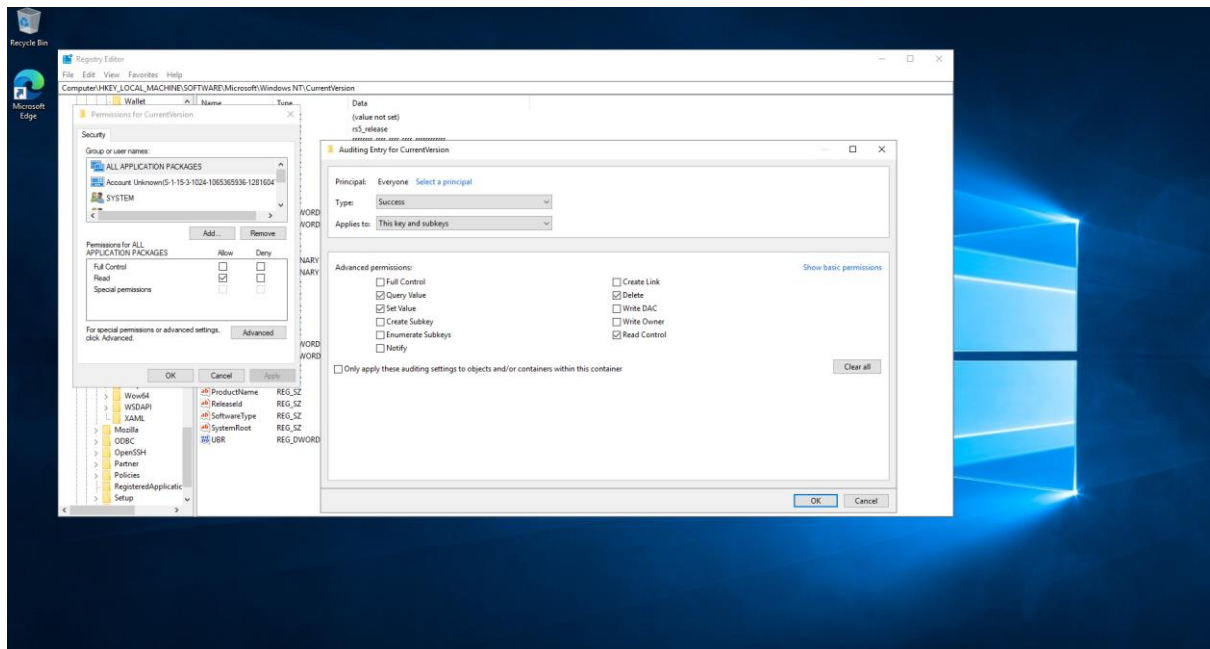 Recycle Bin
Microsoft
Edge
Registry Editor
File Edit View Favorites Help
Computer\HKEY_LOCAL_MACHINE\SOFTWARE\Microsoft\Windows NT\CurrentVersion
Wallet Name Type Data
(value not set)
rs5_release
Permissions for CurrentVersion
Security
Group or user names:
ALL APPLICATION PACKAGES
Account Unknown(S-1-15-3-1024-1065365936-1281604
SYSTEM
Add... Remove
Permissions for ALL
APPLICATION PACKAGES Allow Deny
Full Control
Read
Special permissions
For special permissions or advanced settings,
click Advanced.
Advanced
OK Cancel Apply
WORD
WORD
NARY
NARY
WORD
WORD
Wow64
WSDAPI
XAML
Mozilla
ODBC
OpenSSH
Partner
Policies
RegisteredApplicatic
Setup
ProductName REG_SZ
ReleaseId REG_SZ
SoftwareType REG_SZ
SystemRoot REG_SZ
UBR REG_DWORD
Auditing Entry for CurrentVersion
Principal: Everyone Select a principal
Type: Success
Applies to: This key and subkeys
Advanced permissions: Show basic permissions
Full Control Create Link
Query Value Delete
Set Value Write DAC
Create Subkey Write Owner
Enumerate Subkeys Read Control
Notify
Only apply these auditing settings to objects and/or containers within this container
Clear all
OK Cancel